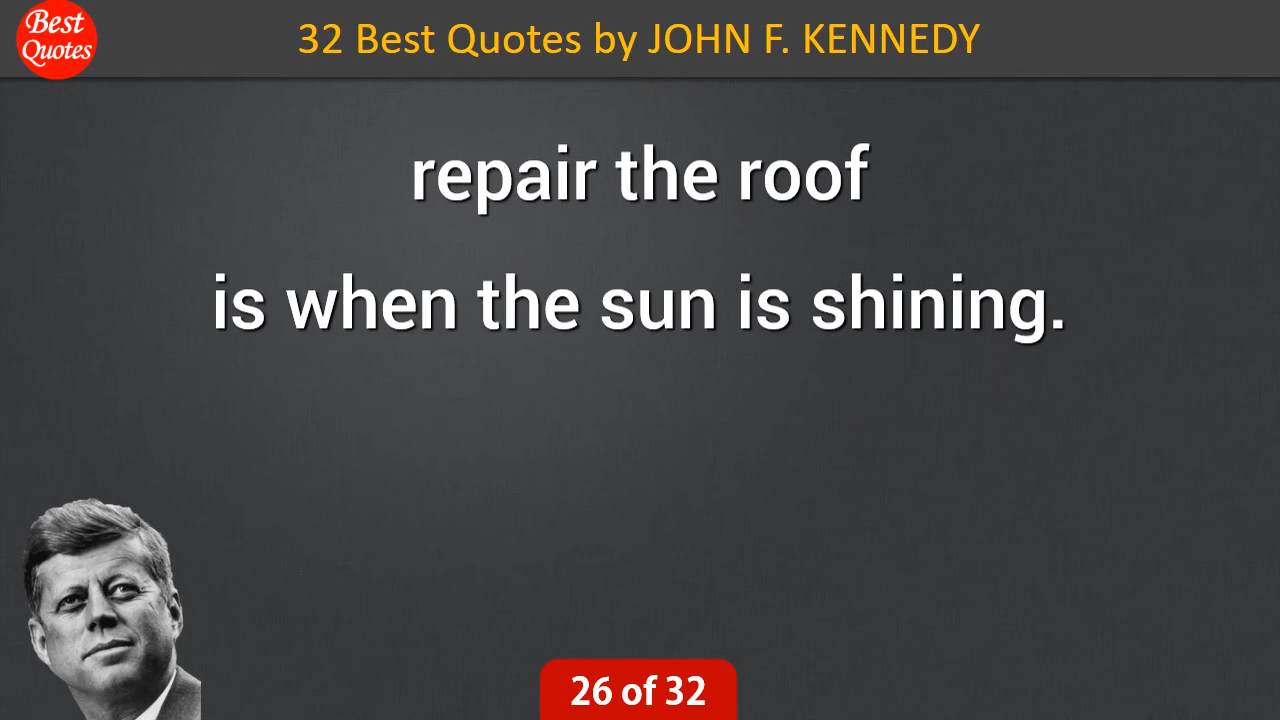 Best
Quotes
32 Best Quotes by JOHN F. KENNEDY
repair the roof
is when the sun is shining.
26 of 32